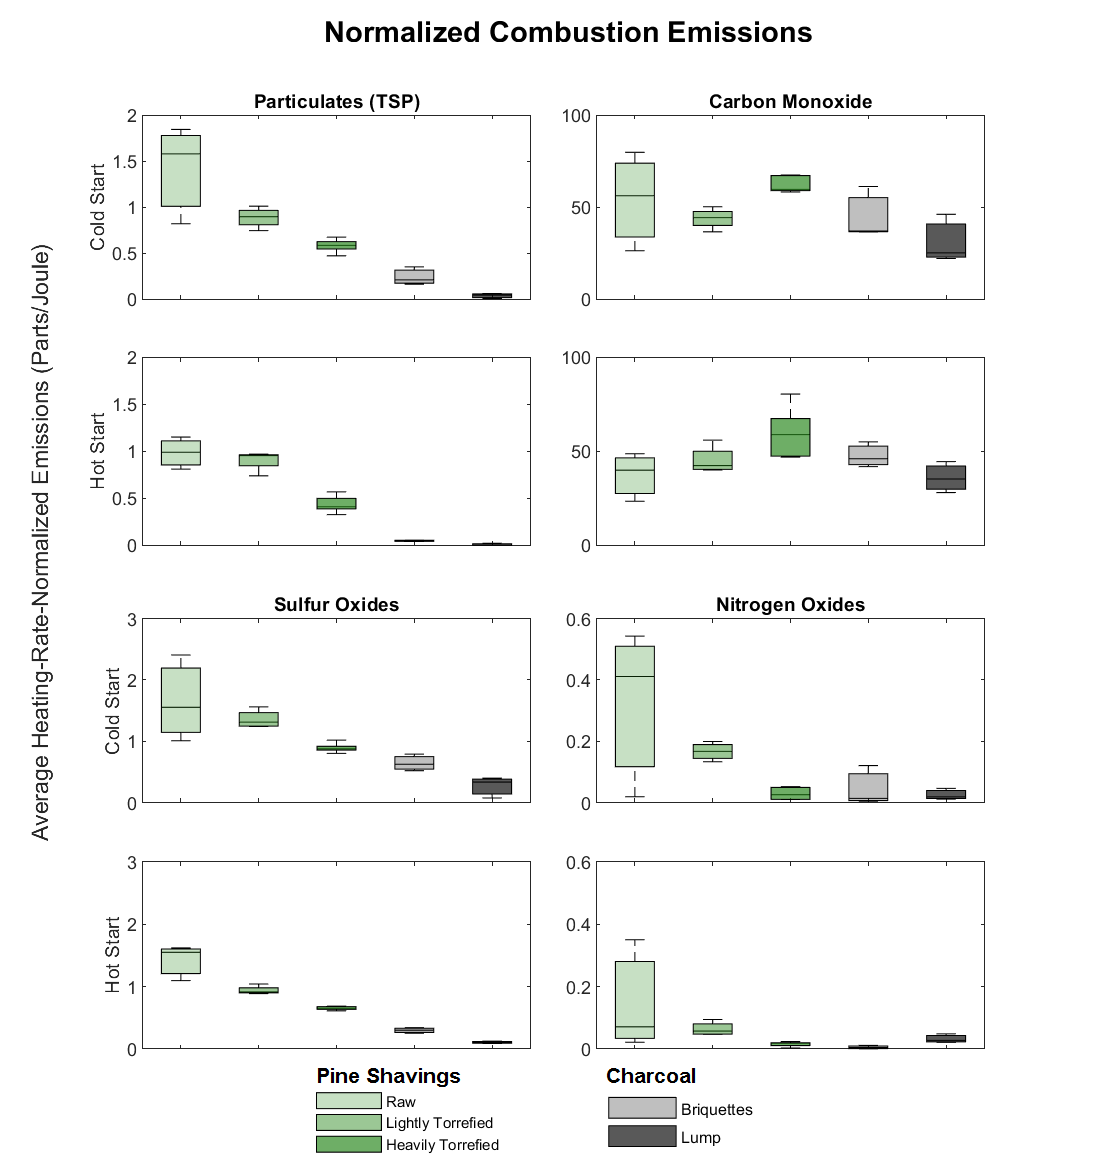 Normalized Combustion Emissions
Average Heating-Rate-Normalized Emissions (Parts/Joule)
Particulates (TSP)
Cold Start
2
1.5
1
0.5
0
Carbon Monoxide
100
50
0
Hot Start
2
1.5
1
0.5
0
100
50
0
Sulfur Oxides
Cold Start
3
2
1
0
Nitrogen Oxides
0.6
0.4
0.2
0
Hot Start
3
2
1
0
0.6
0.4
0.2
0
Pine Shavings
Raw
Lightly Torrefied
Heavily Torrefied
Charcoal
Briquettes
Lump